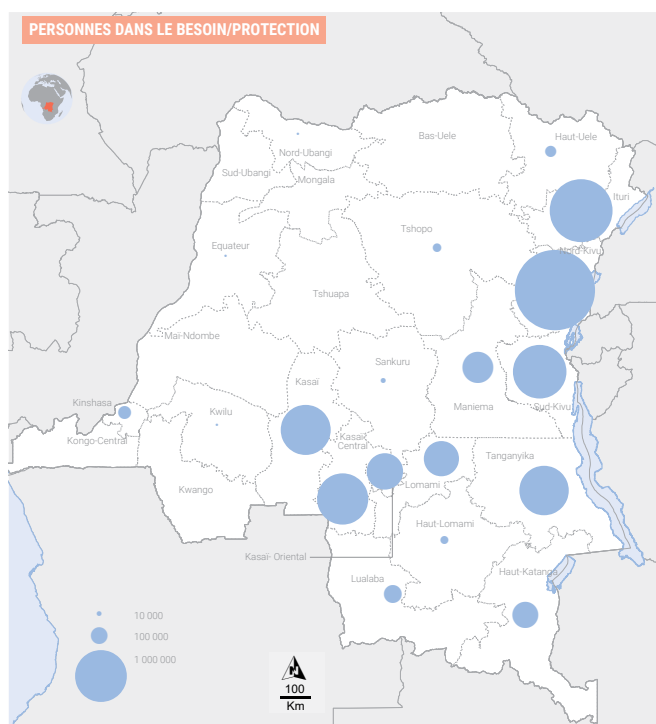 PERSONNES DANS LE BESOIN/PROTECTION
Bas-Uele
Haut-Uele
Nord-Ubangi
Sud-Ubangi
Mongala
Ituri
Tshopo
Equateur
Nord-Kivu
Tshuapa
Maï-Ndombe
Sankuru
Kasaï
Kinshasa
Maniema
Sud-Kivu
Kwilu
Kongo-Central
Kasaï-
Central
Tanganyika
Lomami
Kwango
Haut-Lomami
Kasaï- Oriental
Haut-Katanga
Lualaba
10 000
100 000
1 000 000
N
100
Km